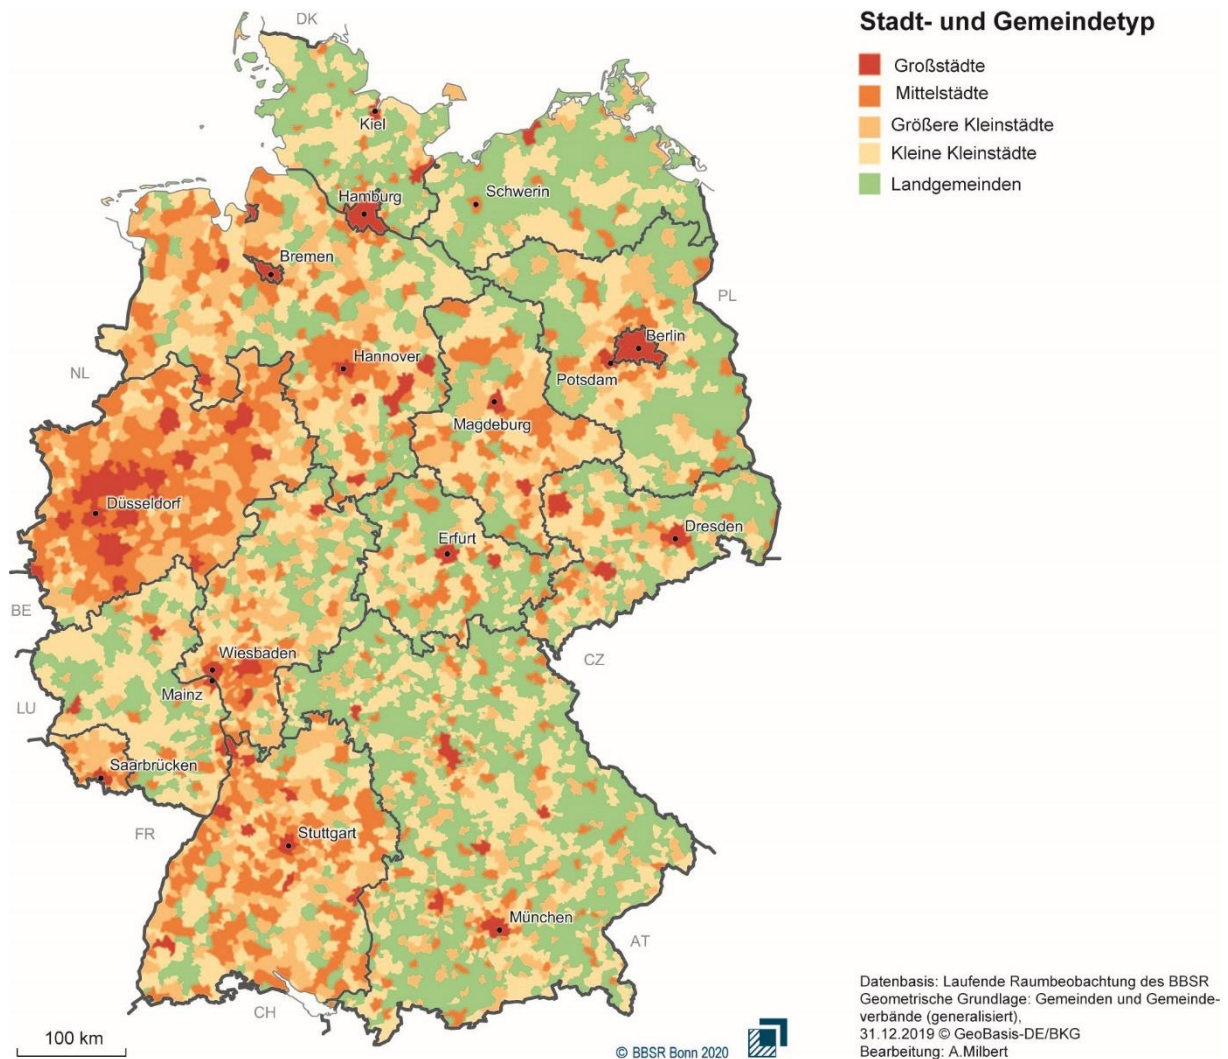 Stadt- und Gemeindetyp
Großstädte
Mittelstädte
Größere Kleinstädte
Kleine Kleinstädte
Landgemeinden
DK
Kiel
Hamburg
Schwerin
Bremen
PL
Berlin
Hannover
NL
Potsdam
Magdeburg
Düsseldorf
Dresden
Erfurt
BE
Wiesbaden
CZ
Mainz
LU
Saarbrücken
FR
Stuttgart
München
AT
CH
100 km
© BBSR Bonn 2020
Datenbasis: Laufende Raumbeobachtung des BBSR
Geometrische Grundlage: Gemeinden und Gemeinde-
verbände (generalisiert),
31.12.2019 © GeoBasis-DE/BKG
Bearbeitung: A.Milbert